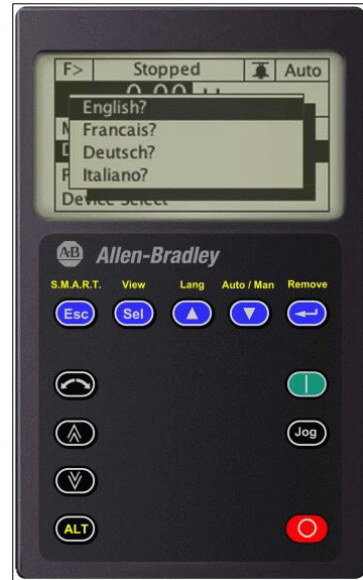 F> Stopped Auto
English?
Francais?
Deutsch?
Italiano?
Device Select
AB Allen-Bradley
S.M.A.R.T. View Lang Auto / Man Remove
Esc Sel
Jog
ALT